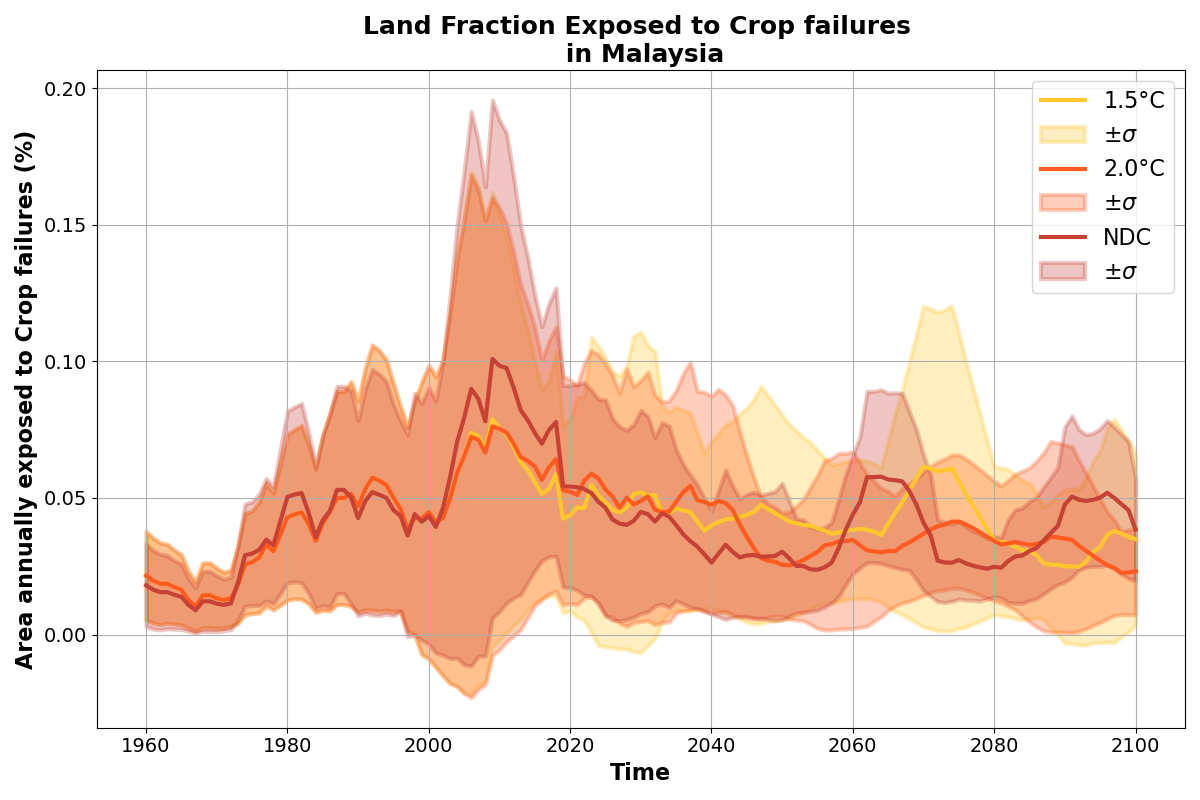 Land Fraction Exposed to Crop failures
in Malaysia
Area annually exposed to Crop failures (%)
0.20
0.15
0.10
0.05
0.00
1.5°C
±σ
2.0°C
±σ
NDC
±σ
1960
1980
2000
2020
2040
2060
2080
2100
Time